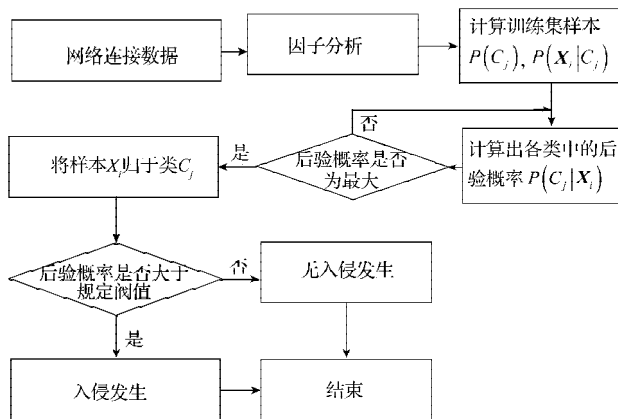 网络连接数据
因子分析
计算训练集样本
P(C_j), P(X_i|C_j)
否
后验概率是否
为最大
计算出各类中的后
验概率 P(C_j|X_i)
是
将样本X_i归于类C_j
后验概率是否大于
规定阀值
否
无入侵发生
是
入侵发生
结束